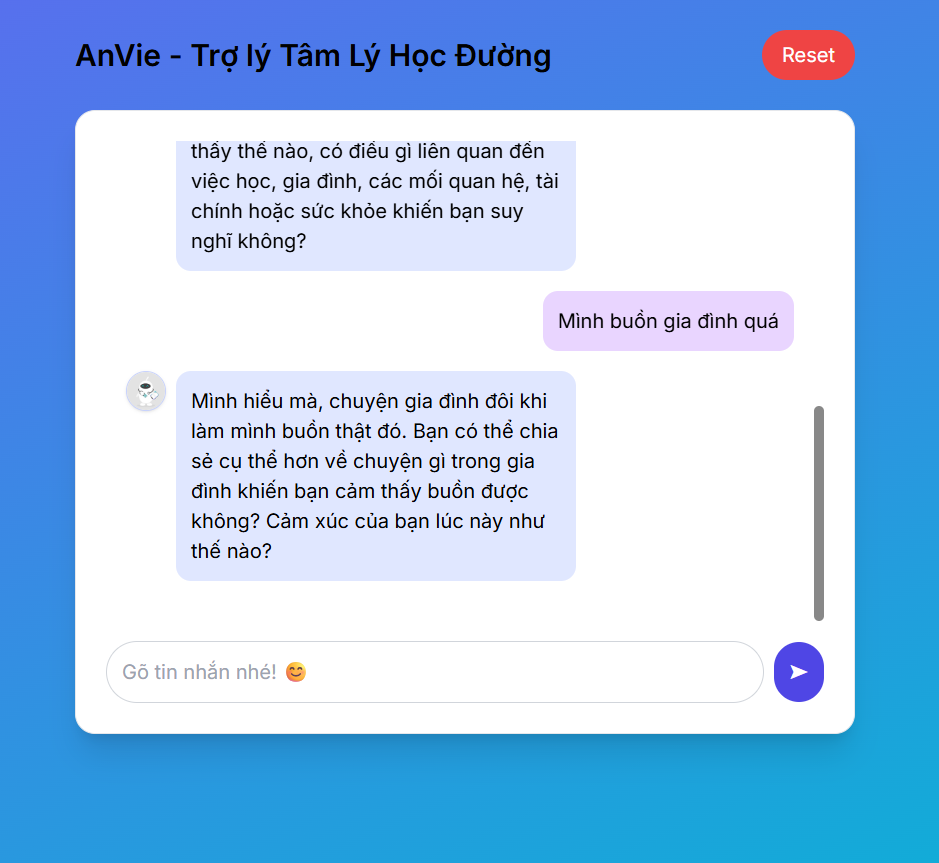 AnVie - Trợ lý Tâm Lý Học Đường
Reset
thấy thế nào, có điều gì liên quan đến
việc học, gia đình, các mối quan hệ, tài
chính hoặc sức khỏe khiến bạn suy
nghĩ không?
Mình buồn gia đình quá
Mình hiểu mà, chuyện gia đình đôi khi
làm mình buồn thật đó. Bạn có thể chia
sẻ cụ thể hơn về chuyện gì trong gia
đình khiến bạn cảm thấy buồn được
không? Cảm xúc của bạn lúc này như
thế nào?
Gõ tin nhắn nhé! 😊